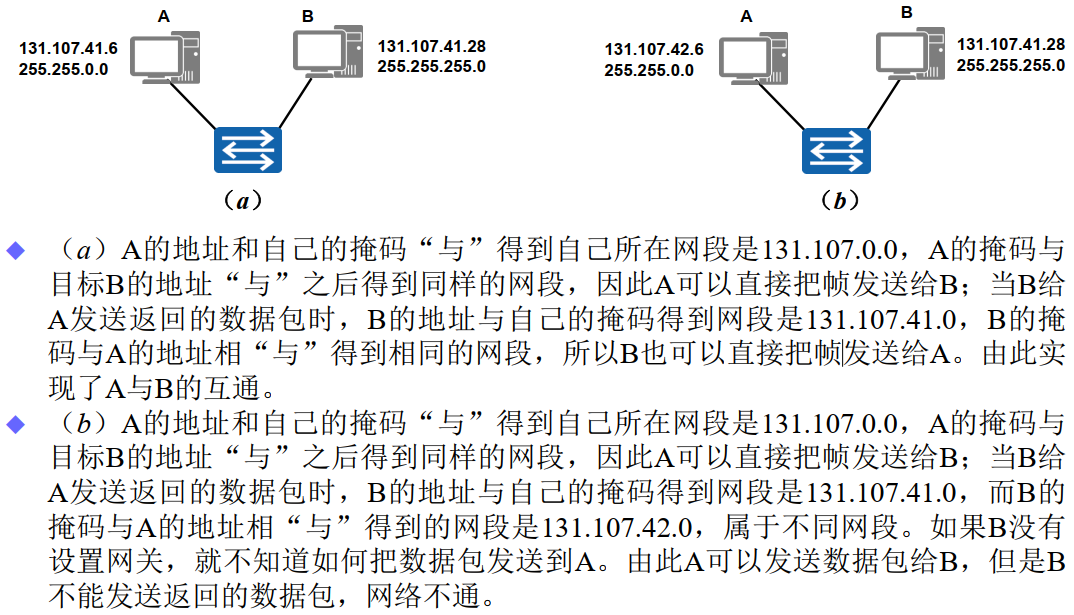 A
B
131.107.41.6
255.255.0.0
131.107.41.28
255.255.255.0
（a）
A
B
131.107.42.6
255.255.0.0
131.107.41.28
255.255.255.0
（b）
（a）A的地址和自己的掩码“与”得到自己所在网段是131.107.0.0，A的掩码与
目标B的地址“与”之后得到同样的网段，因此A可以直接把帧发送给B；当B给
A发送返回的数据包时，B的地址与自己的掩码得到网段是131.107.41.0，B的掩
码与A的地址相“与”得到相同的网段，所以B也可以直接把帧发送给A。由此实
现了A与B的互通。
（b）A的地址和自己的掩码“与”得到自己所在网段是131.107.0.0，A的掩码与
目标B的地址“与”之后得到同样的网段，因此A可以直接把帧发送给B；当B给
A发送返回的数据包时，B的地址与自己的掩码得到网段是131.107.41.0，而B的
掩码与A的地址相“与”得到的网段是131.107.42.0，属于不同网段。如果B没有
设置网关，就不知道如何把数据包发送到A。由此A可以发送数据包给B，但是B
不能发送返回的数据包，网络不通。